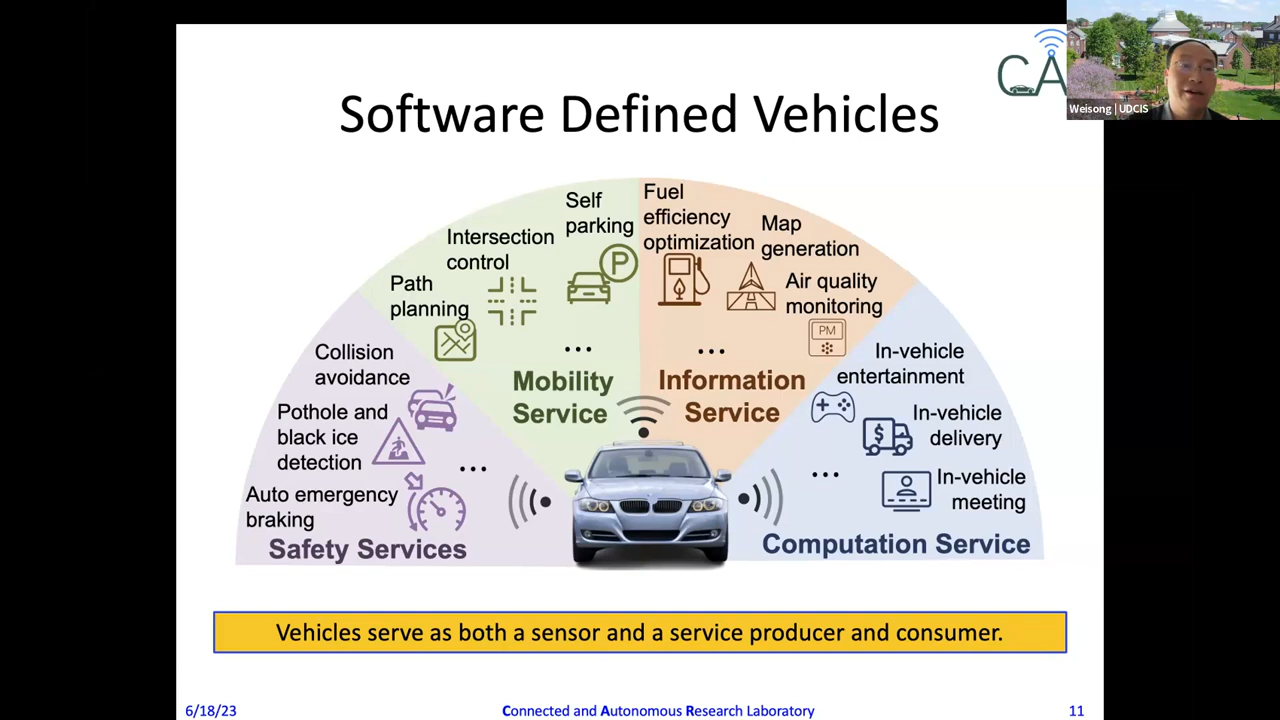 CA
Weisong | UDCIS
Software Defined Vehicles
Self
parking
Intersection
control
Path
planning
P
...
Mobility
Service
Fuel
efficiency
optimization
Map
generation
Air quality
monitoring
PM
...
Information
Service
Collision
avoidance
Pothole and
black ice
detection
Auto emergency
braking
...
Safety Services
In-vehicle
entertainment
In-vehicle
delivery
$
In-vehicle
meeting
...
Computation Service
Vehicles serve as both a sensor and a service producer and consumer.
6/18/23
Connected and Autonomous Research Laboratory
11